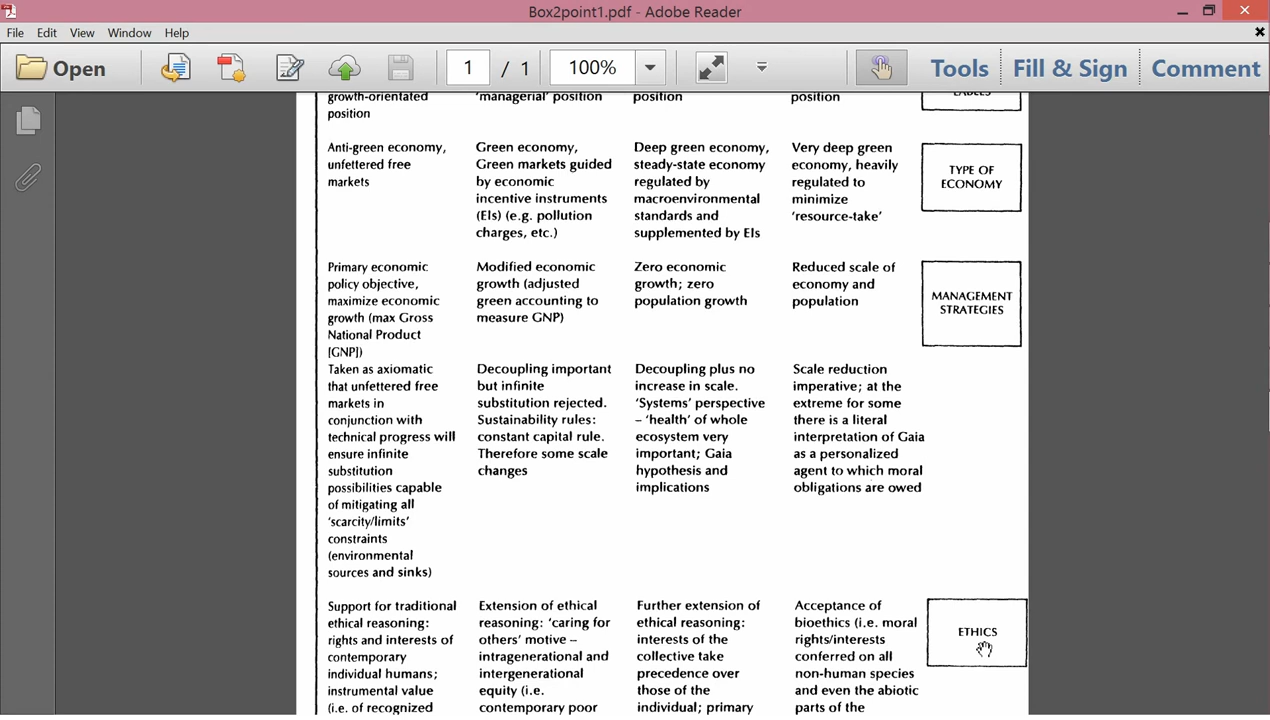 Box2point1.pdf - Adobe Reader
File Edit View Window Help
Open
1 / 1
100%
Tools
Fill & Sign
Comment
growth-orientated
position
'managerial' position
position
position
LABELS
Anti-green economy,
unfettered free
markets
Green economy,
Green markets guided
by economic
incentive instruments
(EIs) (e.g. pollution
charges, etc.)
Deep green economy,
steady-state economy
regulated by
macroenvironmental
standards and
supplemented by EIs
Very deep green
economy, heavily
regulated to
minimize
'resource-take'
TYPE OF
ECONOMY
Primary economic
policy objective,
maximize economic
growth (max Gross
National Product
[GNP])
Modified economic
growth (adjusted
green accounting to
measure GNP)
Zero economic
growth; zero
population growth
Reduced scale of
economy and
population
MANAGEMENT
STRATEGIES
Taken as axiomatic
that unfettered free
markets in
conjunction with
technical progress will
ensure infinite
substitution
possibilities capable
of mitigating all
'scarcity/limits'
constraints
(environmental
sources and sinks)
Decoupling important
but infinite
substitution rejected.
Sustainability rules:
constant capital rule.
Therefore some scale
changes
Decoupling plus no
increase in scale.
'Systems' perspective
– 'health' of whole
ecosystem very
important; Gaia
hypothesis and
implications
Scale reduction
imperative; at the
extreme for some
there is a literal
interpretation of Gaia
as a personalized
agent to which moral
obligations are owed
Support for traditional
ethical reasoning:
rights and interests of
contemporary
individual humans;
instrumental value
(i.e. of recognized
Extension of ethical
reasoning: 'caring for
others' motive –
intragenerational and
intergenerational
equity (i.e.
contemporary poor
Further extension of
ethical reasoning:
interests of the
collective take
precedence over
those of the
individual; primary
Acceptance of
bioethics (i.e. moral
rights/interests
conferred on all
non-human species
and even the abiotic
parts of the
ETHICS